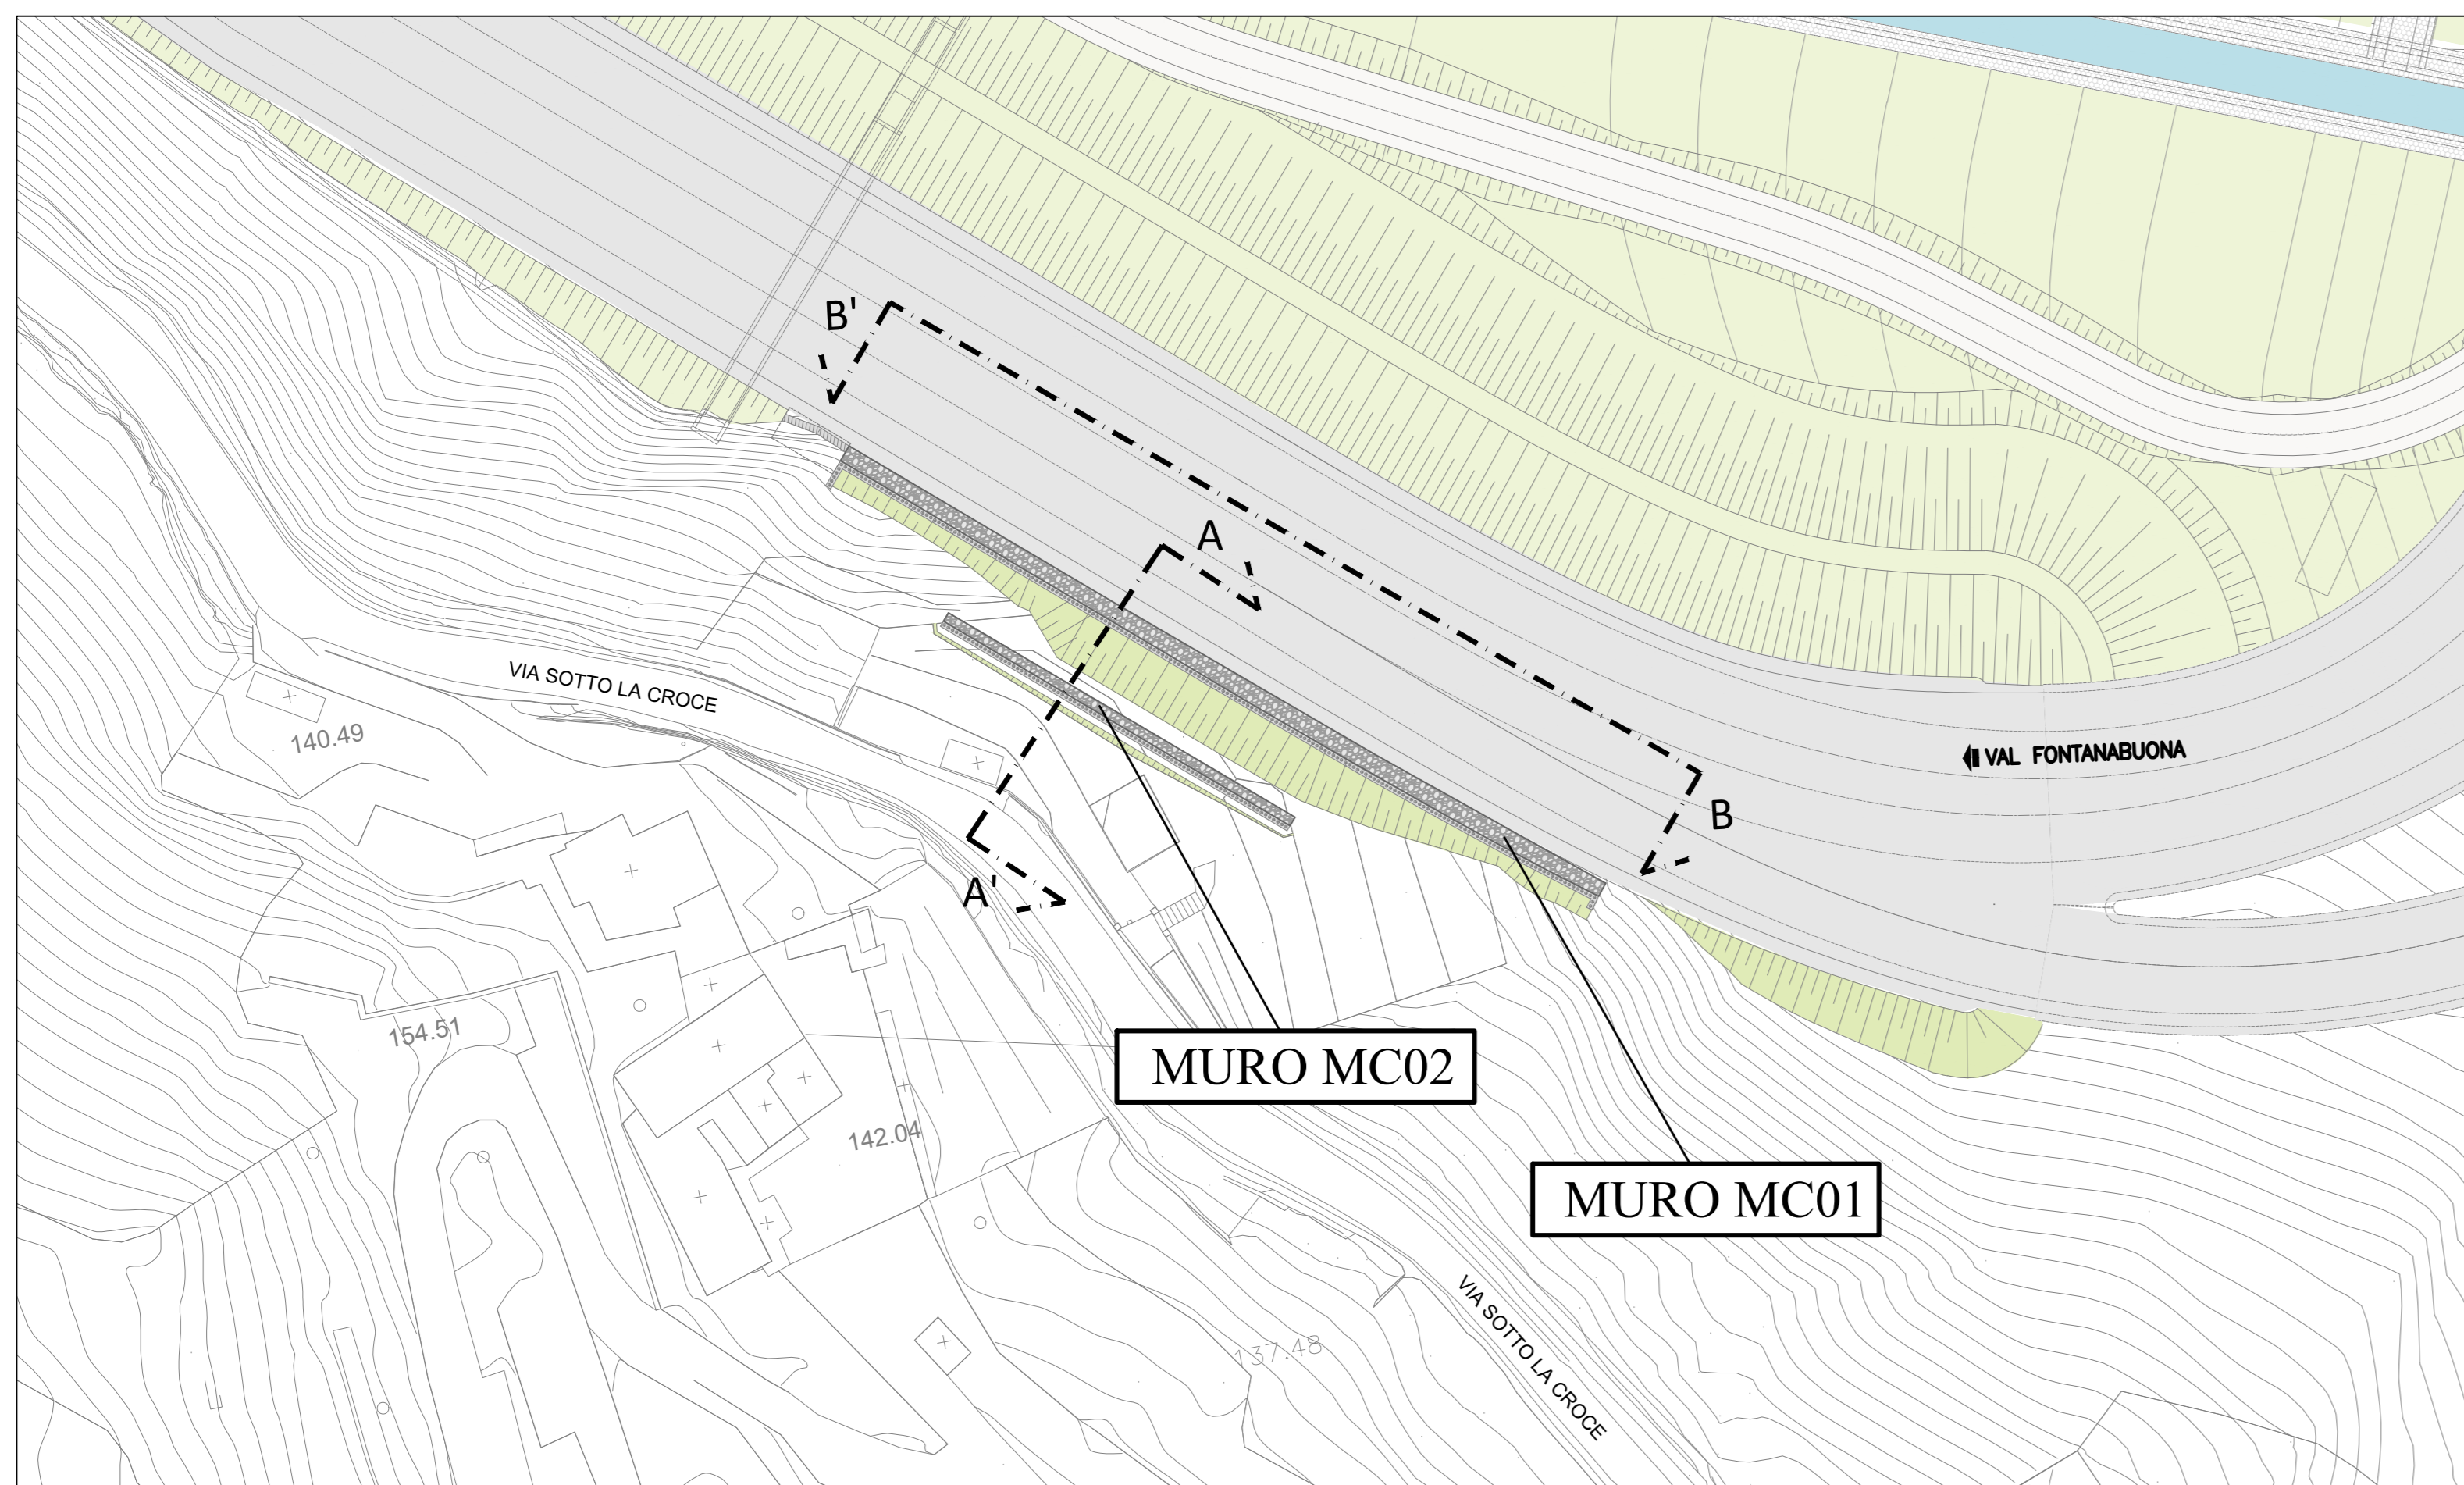 B'
A
VIA SOTTO LA CROCE
140.49
VAL FONTANABUONA
B
A'
154.51
MURO MC02
142.04
MURO MC01
137.48
VIA SOTTO LA CROCE